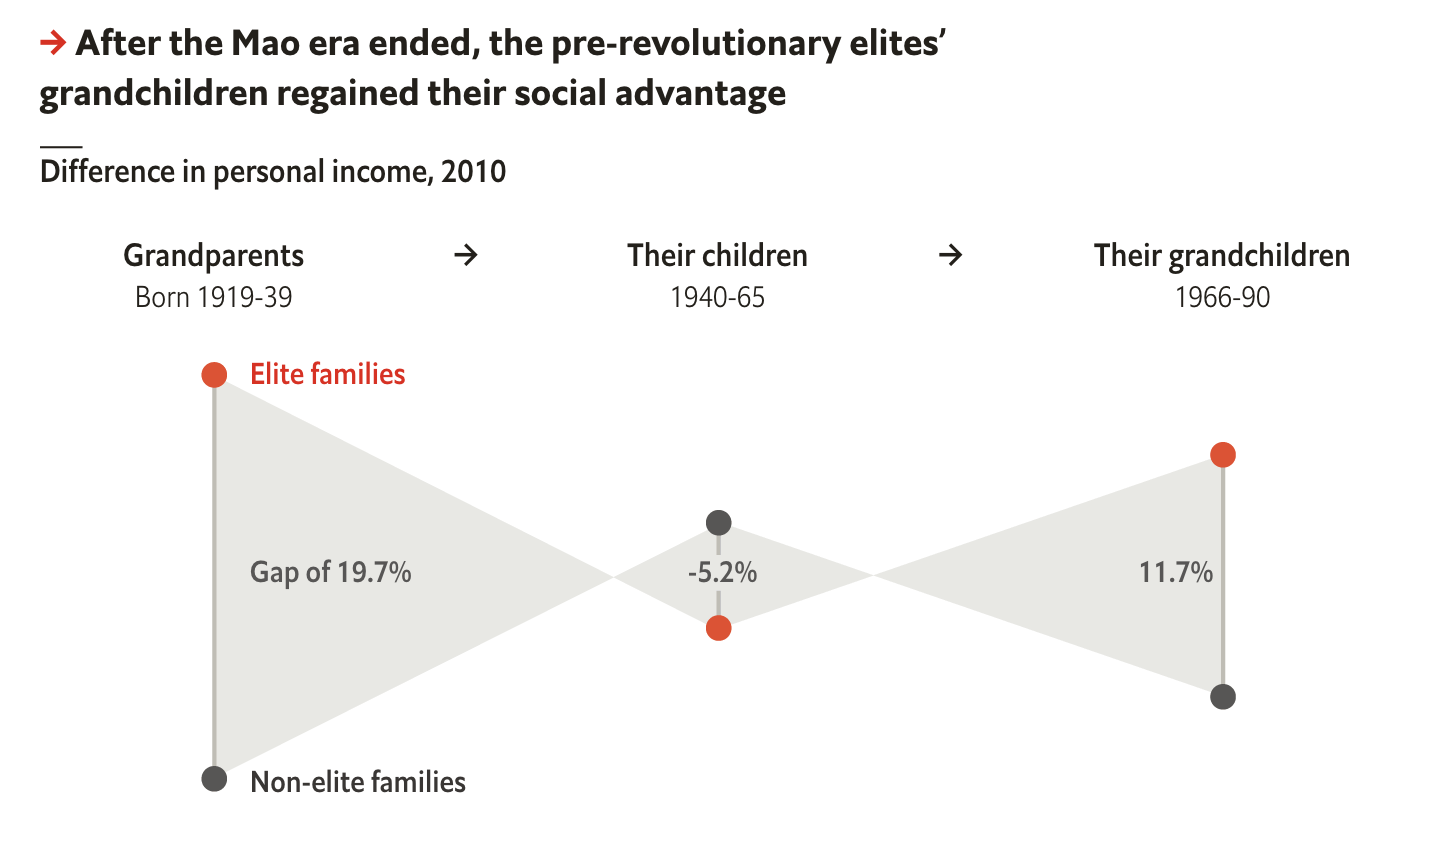 → After the Mao era ended, the pre-revolutionary elites’
grandchildren regained their social advantage
Difference in personal income, 2010
Grandparents → Their children → Their grandchildren
Born 1919-39 1940-65 1966-90
Elite families
Gap of 19.7% -5.2% 11.7%
Non-elite families